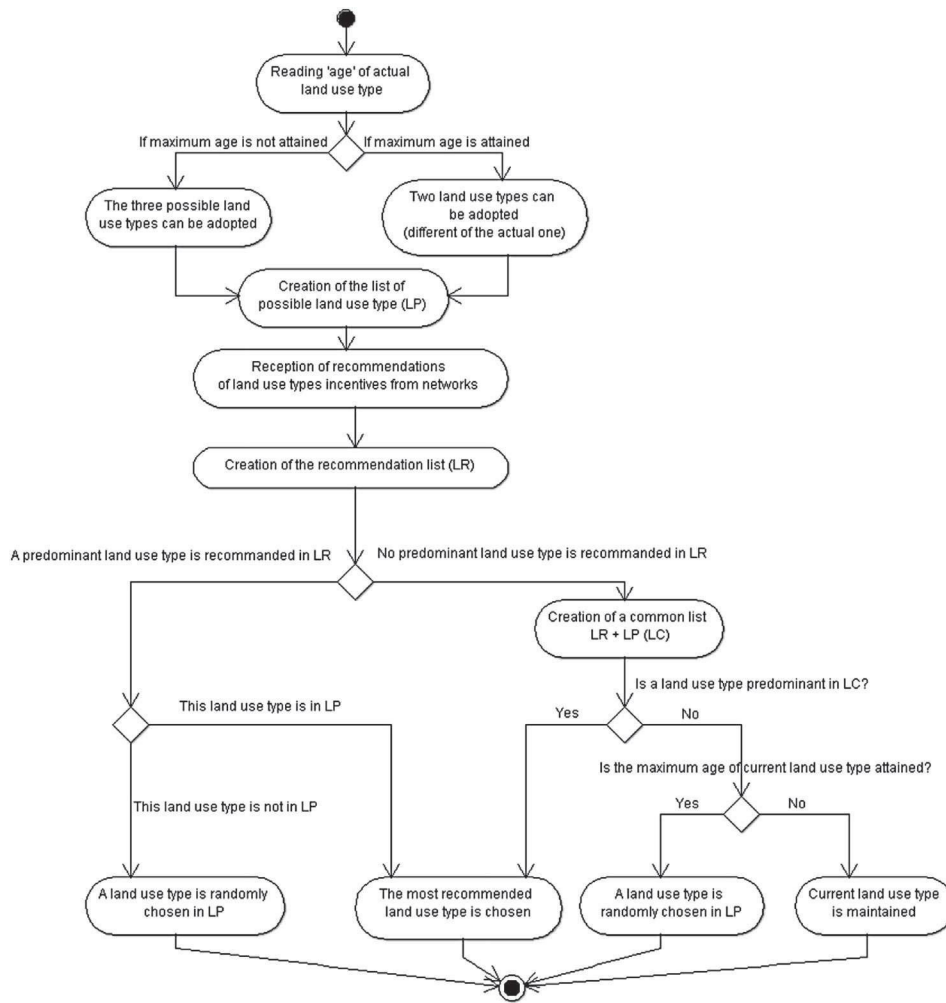 Reading 'age' of actual
land use type
If maximum age is not attained
If maximum age is attained
The three possible land
use types can be adopted
Two land use types can
be adopted
(different of the actual one)
Creation of the list of
possible land use type (LP)
Reception of recommendations
of land use types incentives from networks
Creation of the recommendation list (LR)
A predominant land use type is recommanded in LR
No predominant land use type is recommanded in LR
Creation of a common list
LR + LP (LC)
Is a land use type predominant in LC?
This land use type is in LP
Yes
No
Is the maximum age of current land use type attained?
This land use type is not in LP
Yes
No
A land use type is randomly
chosen in LP
The most recommended
land use type is chosen
A land use type is
randomly chosen in LP
Current land use type
is maintained